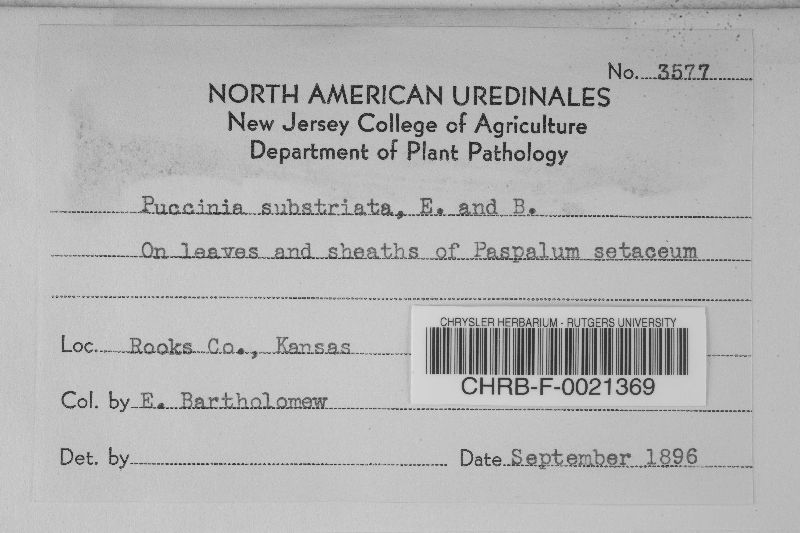 No. 3577
NORTH AMERICAN UREDINALES
New Jersey College of Agriculture
Department of Plant Pathology
Puccinia substriata, E. and B.
On leaves and sheaths of Paspalum setaceum
Loc. Rooks Co., Kansas
CHRYSLER HERBARIUM - RUTGERS UNIVERSITY
CHRB-F-0021369
Col. by E. Bartholomew
Det. by
Date September 1896